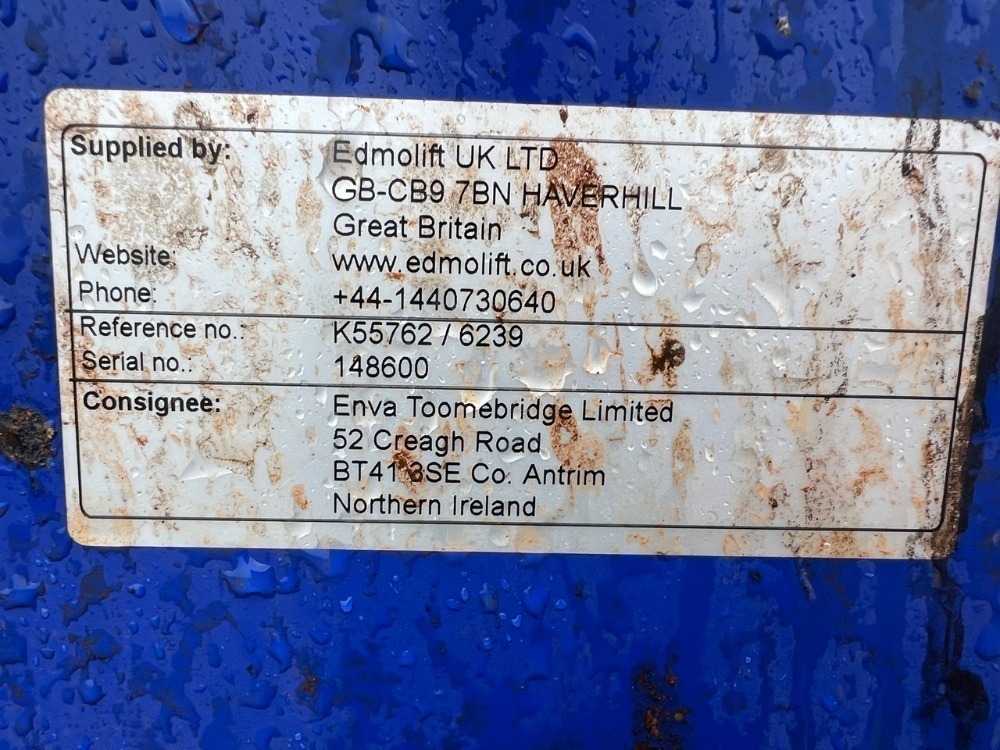 Supplied by: Edmolift UK LTD
GB-CB9 7BN HAVERHILL
Great Britain
Website: www.edmolift.co.uk
Phone: +44-1440730640
Reference no.: K55762 / 6239
Serial no.: 148600
Consignee: Enva Toomebridge Limited
52 Creagh Road
BT41 3SE Co. Antrim
Northern Ireland